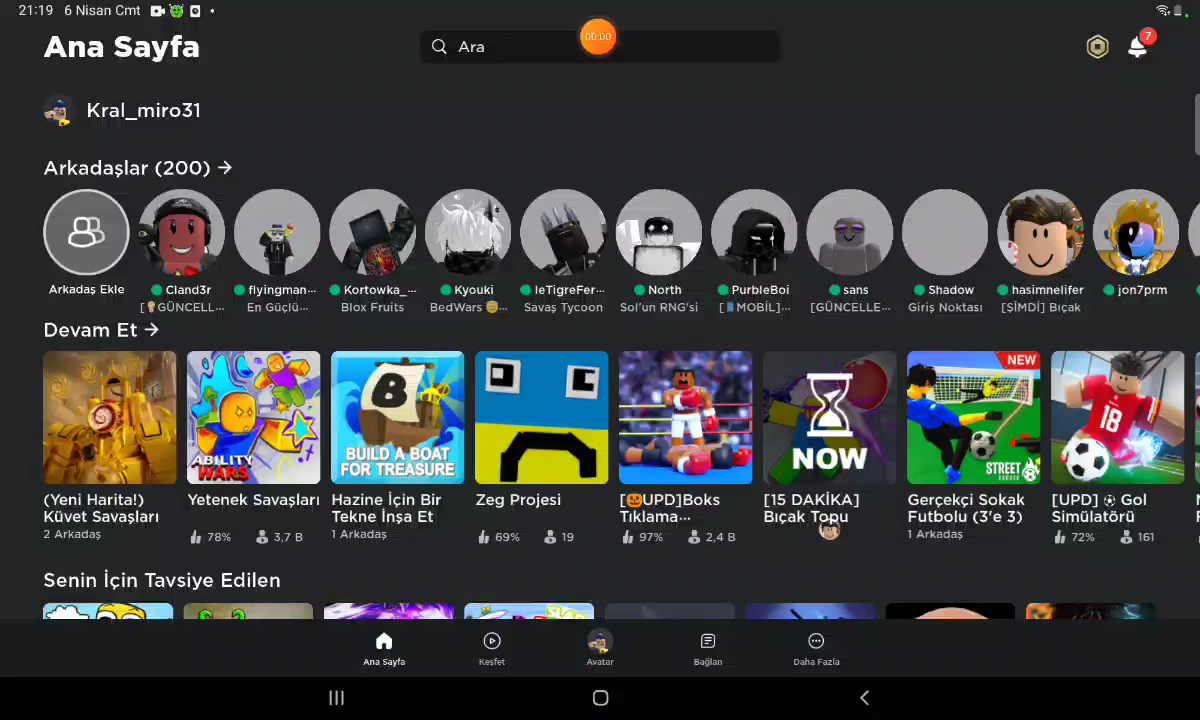 21:19 6 Nisan Cmt
00:00
Ana Sayfa
Ara
7
Kral_miro31
Arkadaşlar (200) →
Arkadaş Ekle
Cland3r
[💡GÜNCELL...
flyingman...
En Güçlü...
Kortowka_...
Blox Fruits
Kyouki
BedWars
leTigreFer...
Savaş Tycoon
North
Sol'un RNG'si
PurbleBoi
[📱MOBİL]...
sans
[GÜNCELLE...
Shadow
Giriş Noktası
hasimnelifer
[ŞİMDİ] Bıçak
jon7prm
Devam Et →
ABILITY
WARS
B
BUILD A BOAT
FOR TREASURE
NOW
NEW
STREET
SOCCER
18
(Yeni Harita!)
Küvet Savaşları
2 Arkadaş
Yetenek Savaşları
78% 3,7 B
Hazine İçin Bir
Tekne İnşa Et
1 Arkadaş
Zeg Projesi
69% 19
[🎃UPD]Boks
Tıklama...
97% 2,4 B
[15 DAKİKA]
Bıçak Topu
Gerçekçi Sokak
Futbolu (3'e 3)
1 Arkadaş
[UPD] ⚽ Gol
Simülatörü
72% 161
Senin İçin Tavsiye Edilen
Ana Sayfa
Keşfet
Avatar
Bağlan
Daha Fazla